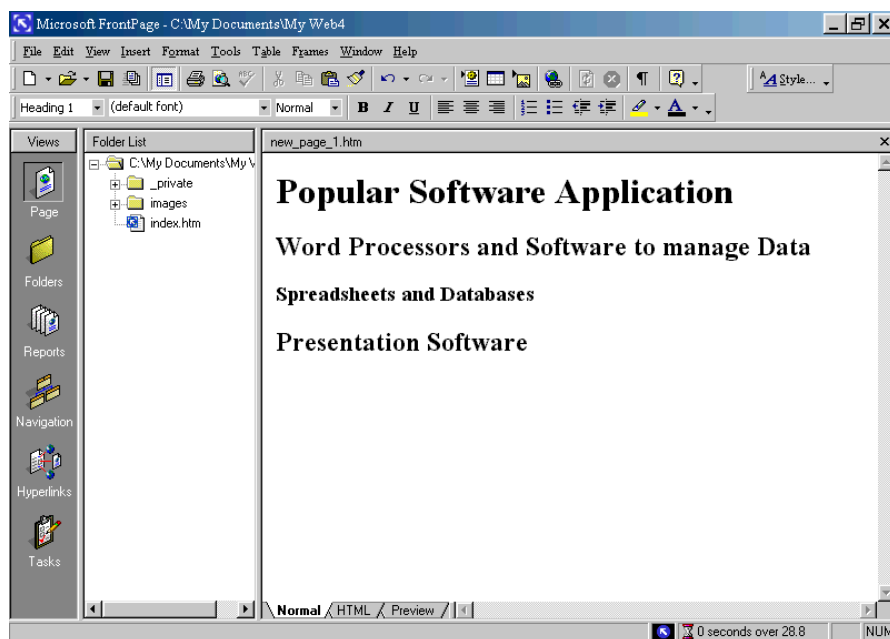 Microsoft FrontPage - C:\My Documents\My Web4
File Edit View Insert Format Tools Table Frames Window Help
Style...
Heading 1 (default font) Normal B I U A
Views
Folder List
new_page_1.htm
C:\My Documents\My
_private
images
index.htm
Page
Folders
Reports
Navigation
Hyperlinks
Tasks
Popular Software Application
Word Processors and Software to manage Data
Spreadsheets and Databases
Presentation Software
Normal HTML Preview
0 seconds over 28.8 NUM